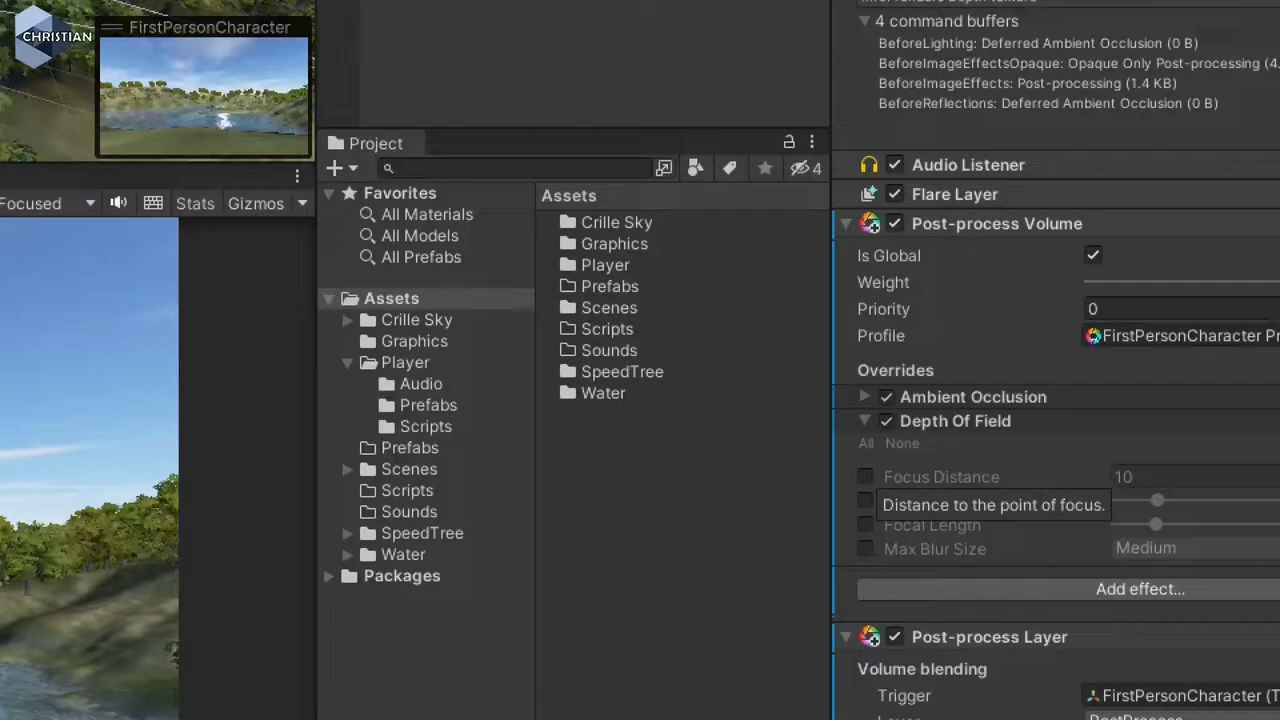 CHRISTIAN
FirstPersonCharacter
Focused
Stats
Gizmos
Project
4
Favorites
All Materials
All Models
All Prefabs
Assets
Crille Sky
Graphics
Player
Audio
Prefabs
Scripts
Prefabs
Scenes
Scripts
Sounds
SpeedTree
Water
Packages
Assets
Crille Sky
Graphics
Player
Prefabs
Scenes
Scripts
Sounds
SpeedTree
Water
4 command buffers
BeforeLighting: Deferred Ambient Occlusion (0 B)
BeforeImageEffectsOpaque: Opaque Only Post-processing (4.
BeforeImageEffects: Post-processing (1.4 KB)
BeforeReflections: Deferred Ambient Occlusion (0 B)
Audio Listener
Flare Layer
Post-process Volume
Is Global
Weight
Priority 0
Profile FirstPersonCharacter Pr
Overrides
Ambient Occlusion
Depth Of Field
All None
Focus Distance 10
Distance to the point of focus.
Focal Length
Max Blur Size Medium
Add effect...
Post-process Layer
Volume blending
Trigger FirstPersonCharacter (T